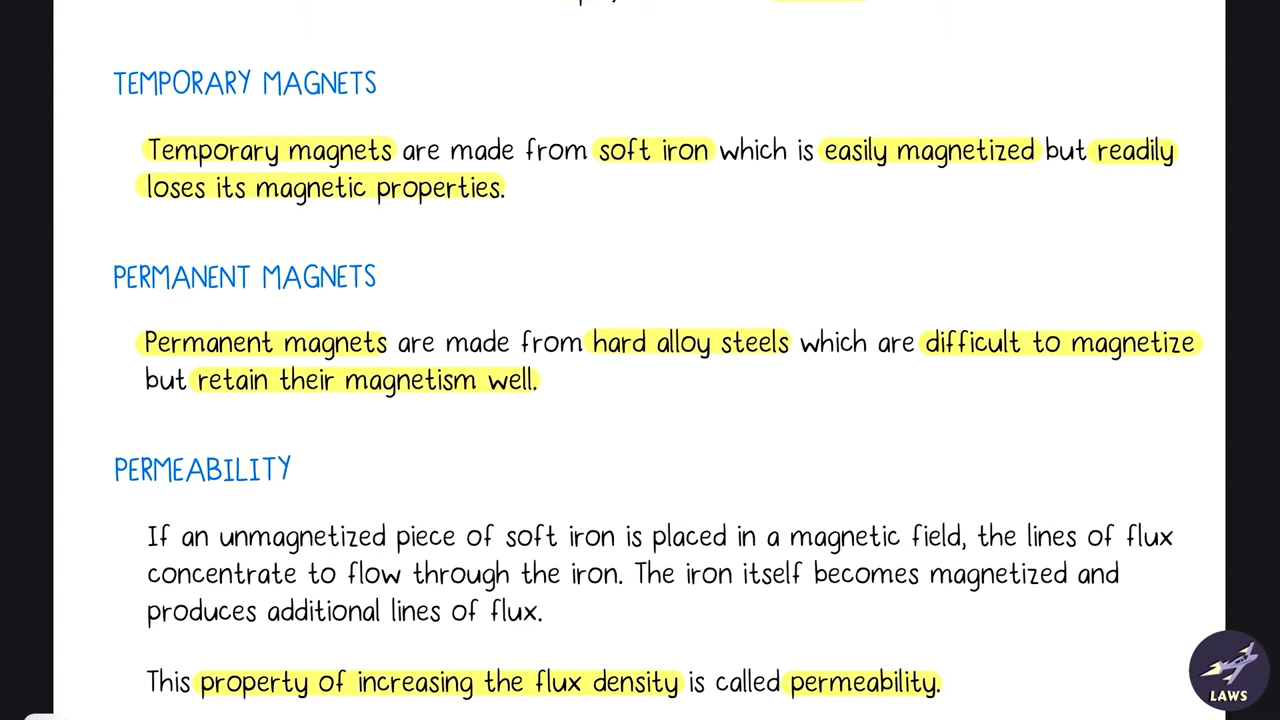 TEMPORARY MAGNETS
Temporary magnets are made from soft iron which is easily magnetized but readily
loses its magnetic properties.
PERMANENT MAGNETS
Permanent magnets are made from hard alloy steels which are difficult to magnetize
but retain their magnetism well.
PERMEABILITY
If an unmagnetized piece of soft iron is placed in a magnetic field, the lines of flux
concentrate to flow through the iron. The iron itself becomes magnetized and
produces additional lines of flux.
This property of increasing the flux density is called permeability.
LAWS